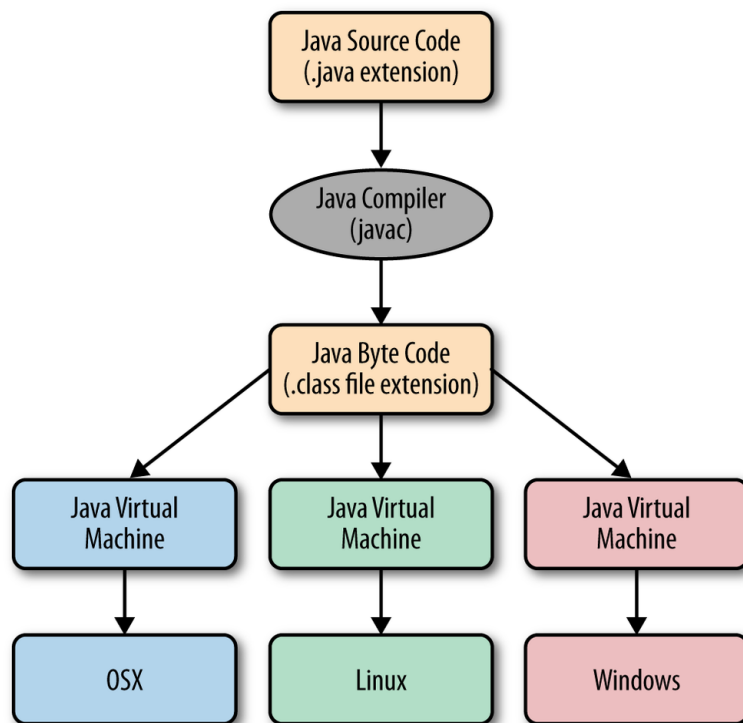 Java Source Code
(.java extension)
Java Compiler
(javac)
Java Byte Code
(.class file extension)
Java Virtual
Machine
Java Virtual
Machine
Java Virtual
Machine
OSX
Linux
Windows